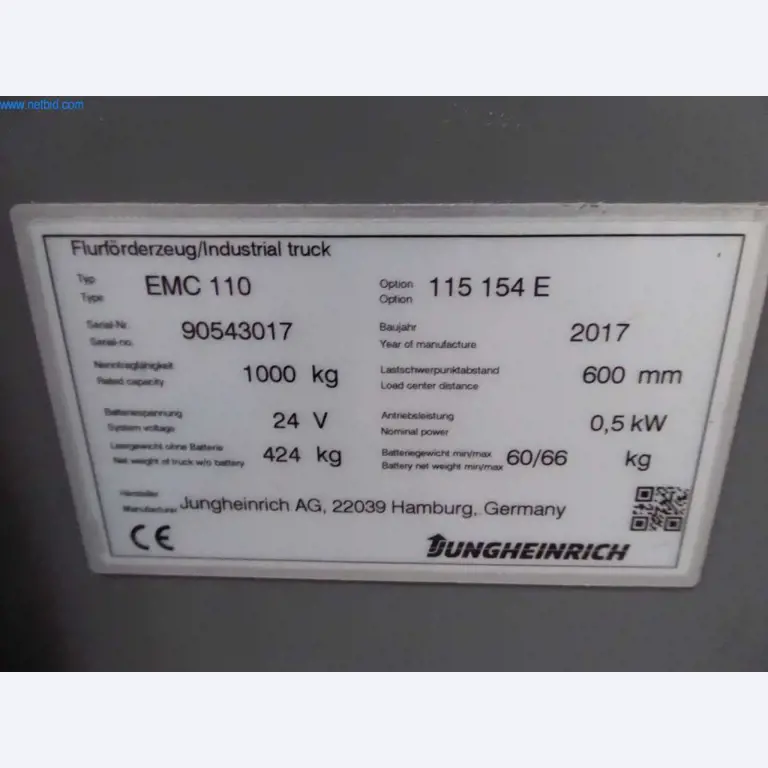 www.netbid.com
Flurförderzeug/Industrial truck
Typ EMC 110 Option 115 154 E
Type Option
Serial-Nr. 90543017 Baujahr 2017
Serial-no. Year of manufacture
Nenntragfähigkeit 1000 kg Lastschwerpunktabstand 600 mm
Rated capacity Load center distance
Batteriespannung 24 V Antriebsleistung 0,5 kW
System voltage Nominal power
Leergewicht ohne Batterie 424 kg Batteriegewicht min/max 60/66 kg
Net weight of truck w/o battery Battery net weight min/max
Hersteller
Manufacturer Jungheinrich AG, 22039 Hamburg, Germany
CE JUNGHEINRICH